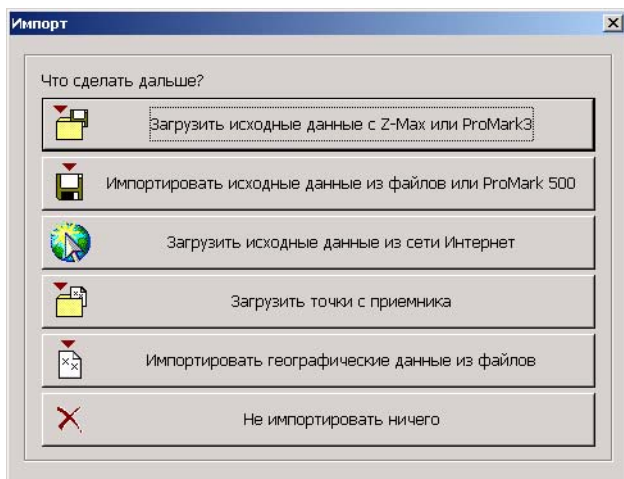 Импорт
Что сделать дальше?
Загрузить исходные данные с Z-Max или ProMark3
Импортировать исходные данные из файлов или ProMark 500
Загрузить исходные данные из сети Интернет
Загрузить точки с приемника
Импортировать географические данные из файлов
Не импортировать ничего